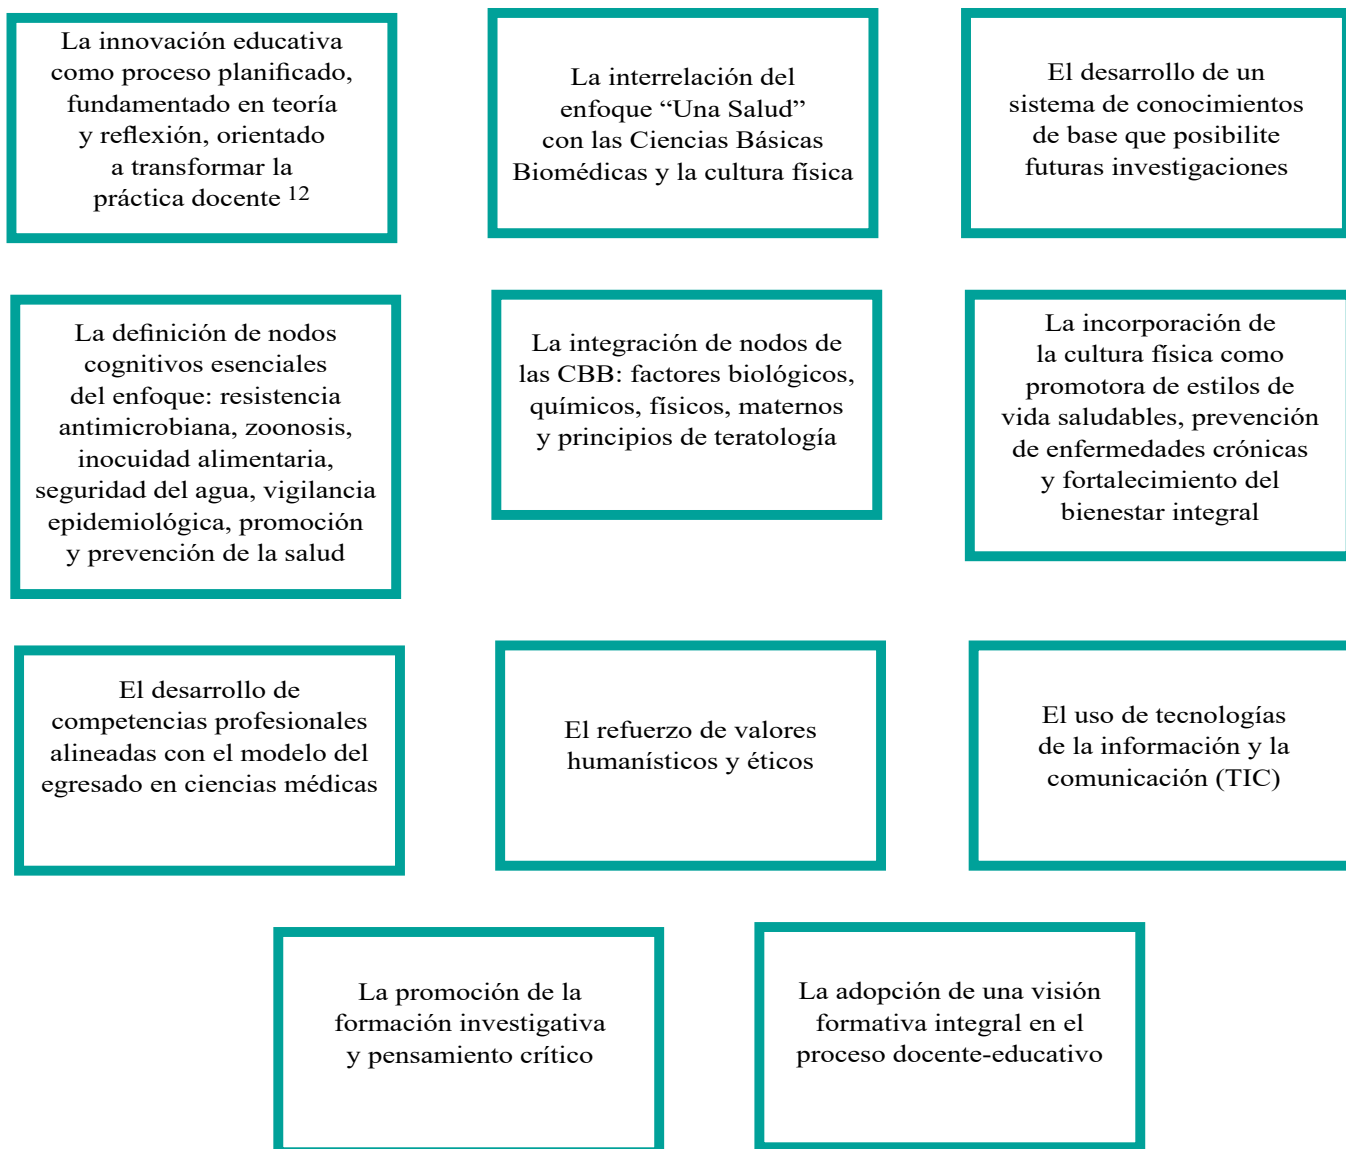 La innovación educativa
como proceso planificado,
fundamentado en teoría
y reflexión, orientado
a transformar la
práctica docente 12
La interrelación del
enfoque “Una Salud”
con las Ciencias Básicas
Biomédicas y la cultura física
El desarrollo de un
sistema de conocimientos
de base que posibilite
futuras investigaciones
La definición de nodos
cognitivos esenciales
del enfoque: resistencia
antimicrobiana, zoonosis,
inocuidad alimentaria,
seguridad del agua, vigilancia
epidemiológica, promoción
y prevención de la salud
La integración de nodos de
las CBB: factores biológicos,
químicos, físicos, maternos
y principios de teratología
La incorporación de
la cultura física como
promotora de estilos de
vida saludables, prevención
de enfermedades crónicas
y fortalecimiento del
bienestar integral
El desarrollo de
competencias profesionales
alineadas con el modelo del
egresado en ciencias médicas
El refuerzo de valores
humanísticos y éticos
El uso de tecnologías
de la información y la
comunicación (TIC)
La promoción de la
formación investigativa
y pensamiento crítico
La adopción de una visión
formativa integral en el
proceso docente-educativo